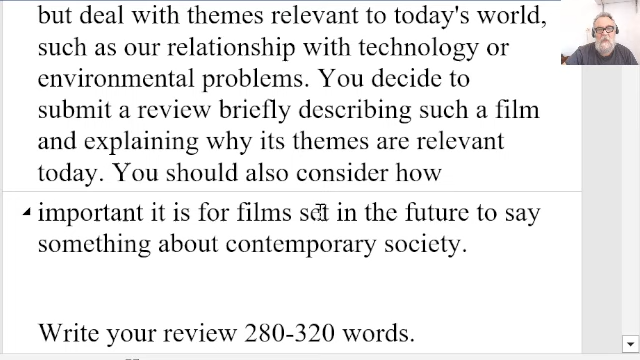 but deal with themes relevant to today's world,
such as our relationship with technology or
environmental problems. You decide to
submit a review briefly describing such a film
and explaining why its themes are relevant
today. You should also consider how
important it is for films set in the future to say
something about contemporary society.
Write your review 280-320 words.